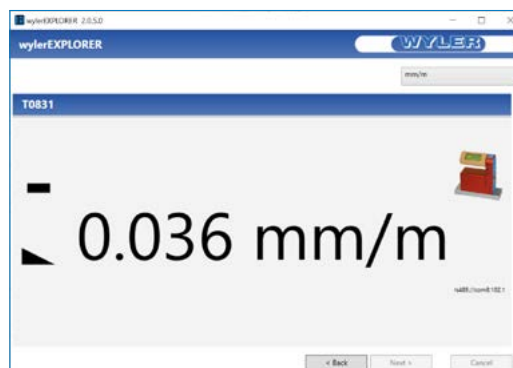 wylerEXPLORER 2.0.5.0
wylerEXPLORER
WYLER
mm/m
T0831
- 0.036 mm/m
< Back
Next >
Cancel